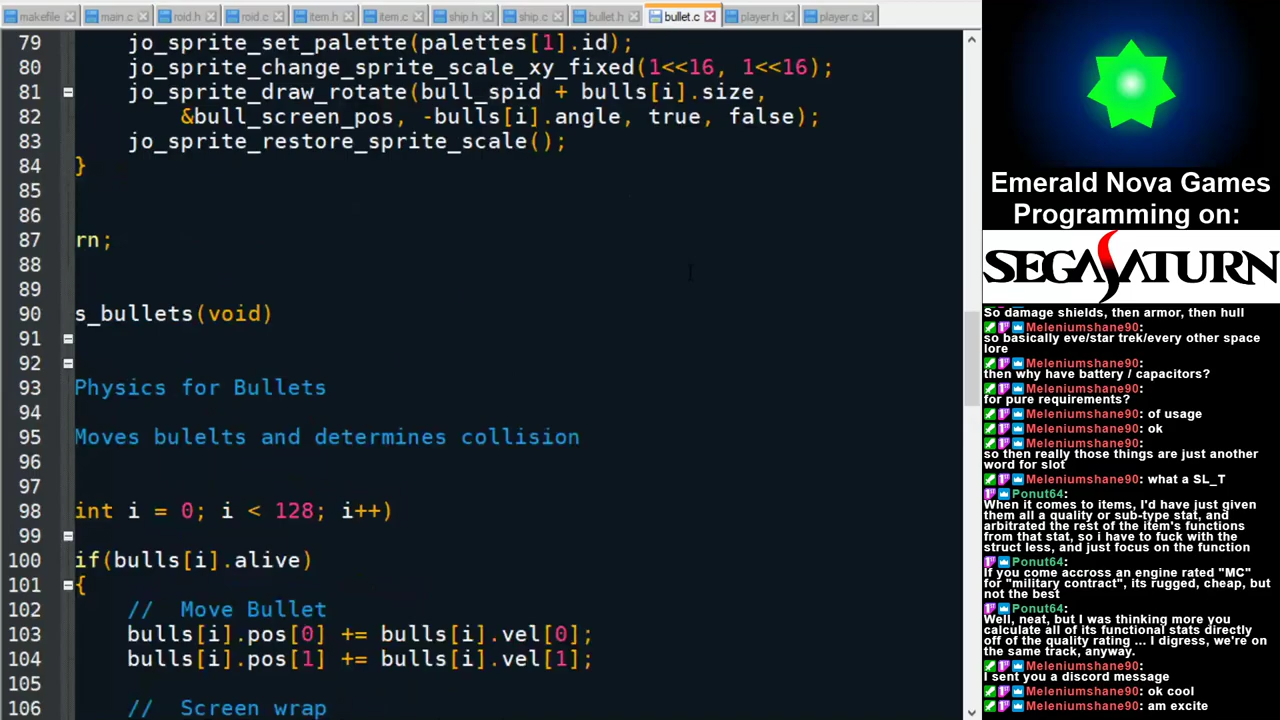 makefile main.c roid.h roid.c item.h item.c ship.h ship.c bullet.h bullet.c player.h player.c
79 jo_sprite_set_palette(palettes[1].id);
80 jo_sprite_change_sprite_scale_xy_fixed(1<<16, 1<<16);
81 jo_sprite_draw_rotate(bull_spid + bulls[i].size,
82 &bull_screen_pos, -bulls[i].angle, true, false);
83 jo_sprite_restore_sprite_scale();
84 }
85
86
87 rn;
88
89
90 s_bullets(void)
91
92
93 Physics for Bullets
94
95 Moves bulelts and determines collision
96
97
98 int i = 0; i < 128; i++)
99
100 if(bulls[i].alive)
101 {
102 // Move Bullet
103 bulls[i].pos[0] += bulls[i].vel[0];
104 bulls[i].pos[1] += bulls[i].vel[1];
105
106 // Screen wrap
Emerald Nova Games
Programming on:
SEGA SATURN
So damage shields, then armor, then hull
Meleniumshane90:
so basically eve/star trek/every other space
lore
Meleniumshane90:
then why have battery / capacitors?
Meleniumshane90:
for pure requirements?
Meleniumshane90: of usage
Meleniumshane90: ok
Meleniumshane90:
so then really those things are just another
word for slot
Meleniumshane90: what a SL_T
Ponut64:
When it comes to items, I'd have just given
them all a quality or sub-type stat, and
arbitrated the rest of the item's functions
from that stat, so i have to fuck with the
struct less, and just focus on the function
Ponut64:
If you come accross an engine rated "MC"
for "military contract", its rugged, cheap, but
not the best
Ponut64:
Well, neat, but I was thinking more you
calculate all of its functional stats directly
off of the quality rating ... I digress, we're on
the same track, anyway.
Meleniumshane90:
I sent you a discord message
Meleniumshane90: ok cool
Meleniumshane90: am excite